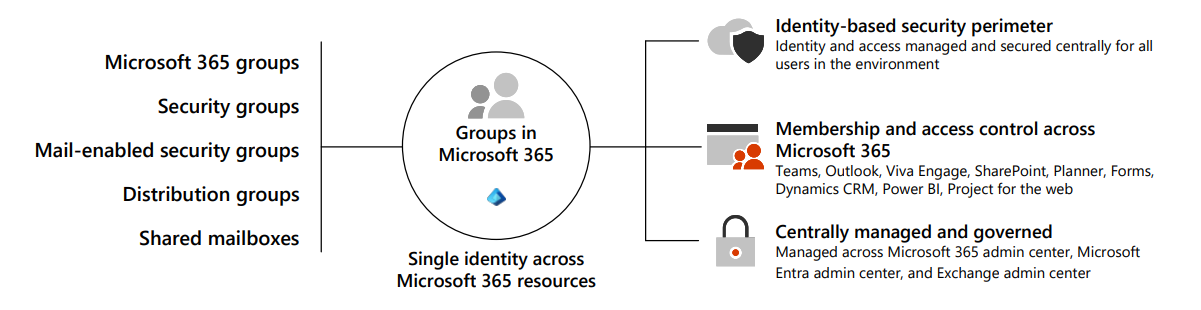 Microsoft 365 groups
Security groups
Mail-enabled security groups
Distribution groups
Shared mailboxes
Groups in
Microsoft 365
Single identity across
Microsoft 365 resources
Identity-based security perimeter
Identity and access managed and secured centrally for all
users in the environment
Membership and access control across
Microsoft 365
Teams, Outlook, Viva Engage, SharePoint, Planner, Forms,
Dynamics CRM, Power BI, Project for the web
Centrally managed and governed
Managed across Microsoft 365 admin center, Microsoft
Entra admin center, and Exchange admin center